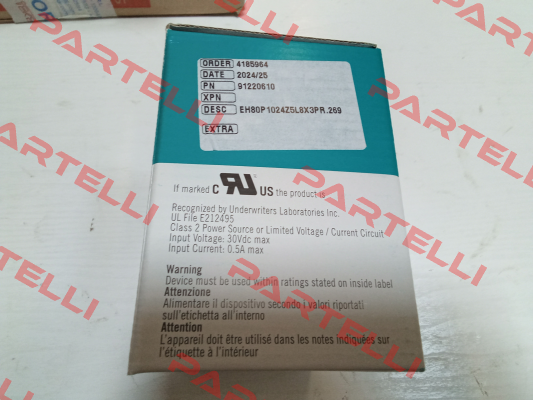 ORDER 4185964
DATE 2024/25
PN 91220610
XPN
DESC EH80P1024Z5L8X3PR.269
EXTRA
If marked C RU US the product is
Recognized by Underwriters Laboratories Inc.
UL File E212495
Class 2 Power Source or Limited Voltage / Current Circuit
Input Voltage: 30Vdc max
Input Current: 0.5A max
Warning
Device must be used within ratings stated on inside label
Attenzione
Alimentare il dispositivo secondo i valori riportati
sull'etichetta all'interno
Attention
L'appareil doit être utilisé dans les notes indiquées sur
l'étiquette à l'intérieur
PARTELLI
PARTELLI
PARTELLI
PARTELLI
PARTELLI